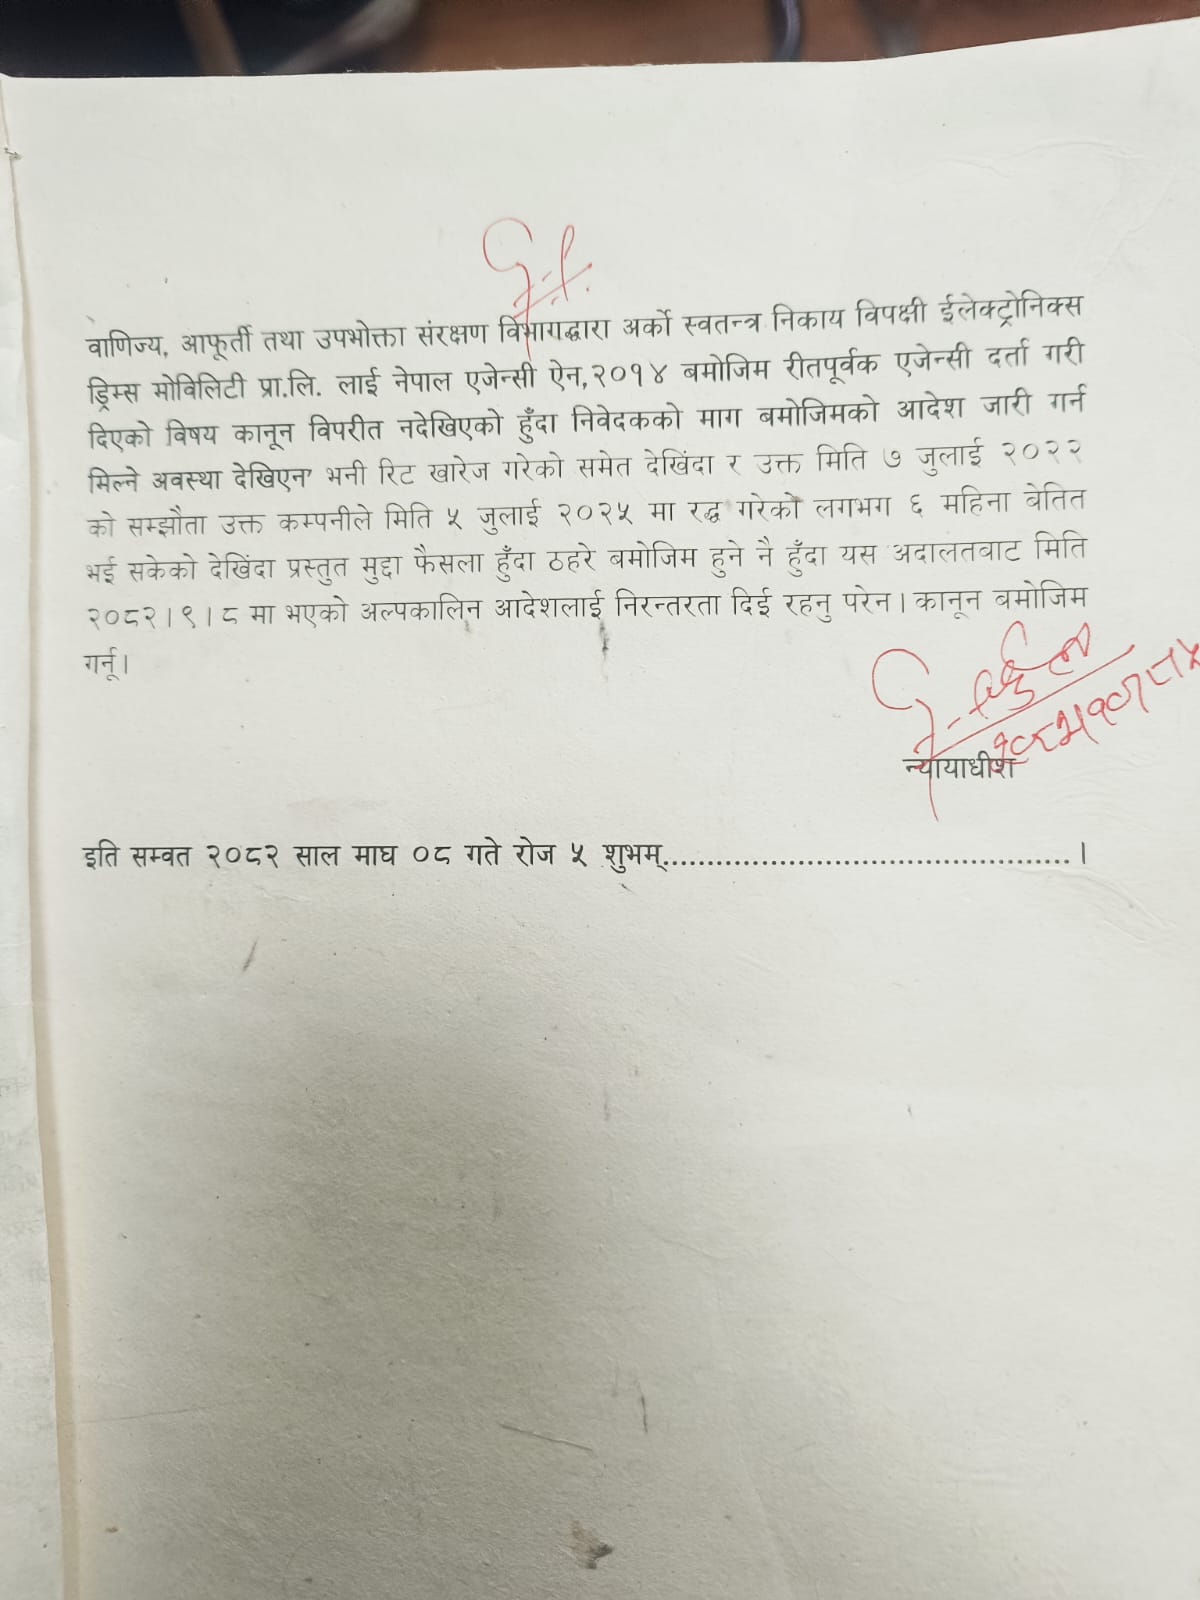 वाणिज्य, आफूर्ती तथा उपभोक्ता संरक्षण विभागद्धारा अर्को स्वतन्त्र निकाय विपक्षी ईलेक्ट्रोनिक्स
ड्रिम्स मोविलिटी प्रा.लि. लाई नेपाल एजेन्सी ऐन,२०१४ बमोजिम रीतपूर्वक एजेन्सी दर्ता गरी
दिएको विषय कानून विपरीत नदेखिएको हुँदा निवेदकको माग बमोजिमको आदेश जारी गर्न
मिल्ने अवस्था देखिएन' भनी रिट खारेज गरेको समेत देखिंदा र उक्त मिति ७ जुलाई २०२२
को सम्झौता उक्त कम्पनीले मिति ५ जुलाई २०२५ मा रद्ध गरेको लगभग ६ महिना वेतित
भई सकेको देखिंदा प्रस्तुत मुद्दा फैसला हुँदा ठहरे बमोजिम हुने नै हुँदा यस अदालतवाट मिति
२०८२।९।८ मा भएको अल्पकालिन आदेशलाई निरन्तरता दिई रहनु परेन। कानून बमोजिम
गर्नू।
न्यायाधीश
इति सम्वत २०८२ साल माघ ०८ गते रोज ५ शुभम्..............................................।